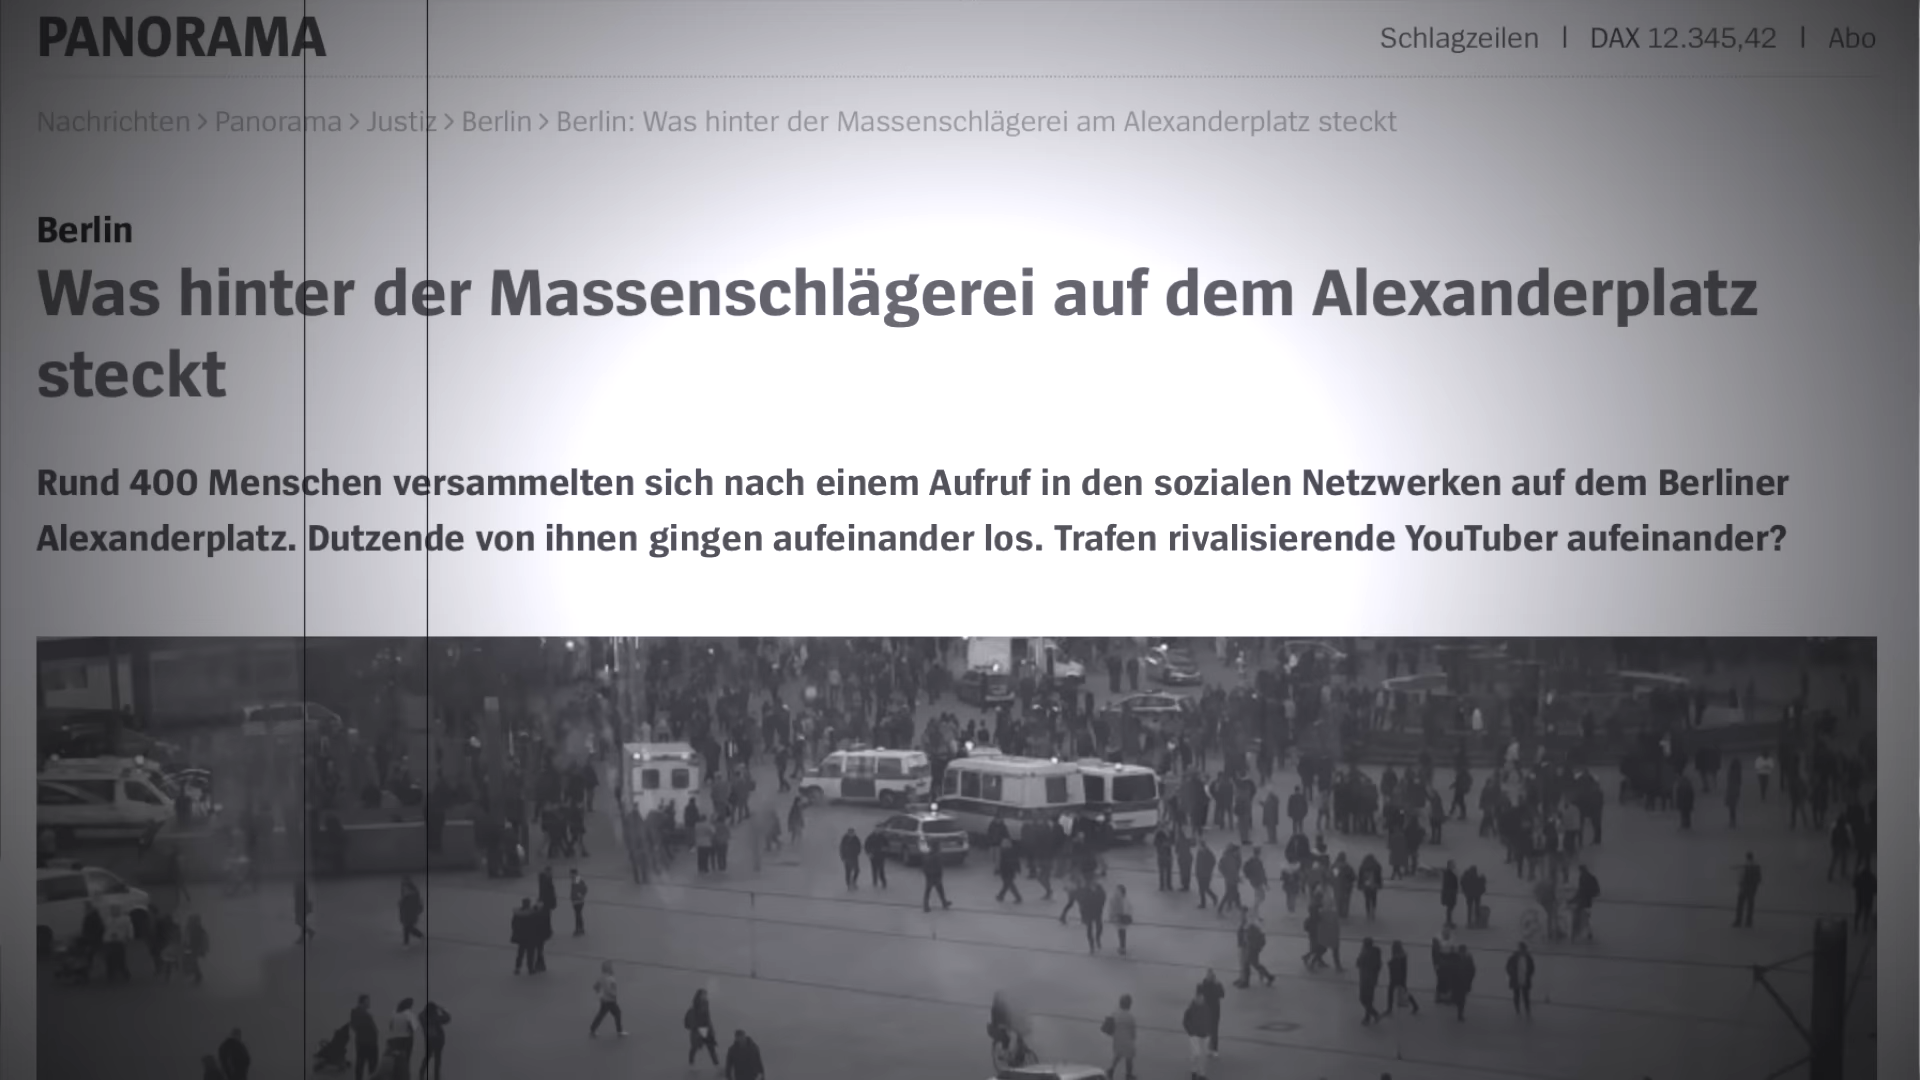 PANORAMA
Schlagzeilen | DAX 12.345,42 | Abo
Nachrichten > Panorama > Justiz > Berlin > Berlin: Was hinter der Massenschlägerei am Alexanderplatz steckt
Berlin
Was hinter der Massenschlägerei auf dem Alexanderplatz
steckt
Rund 400 Menschen versammelten sich nach einem Aufruf in den sozialen Netzwerken auf dem Berliner
Alexanderplatz. Dutzende von ihnen gingen aufeinander los. Trafen rivalisierende YouTuber aufeinander?